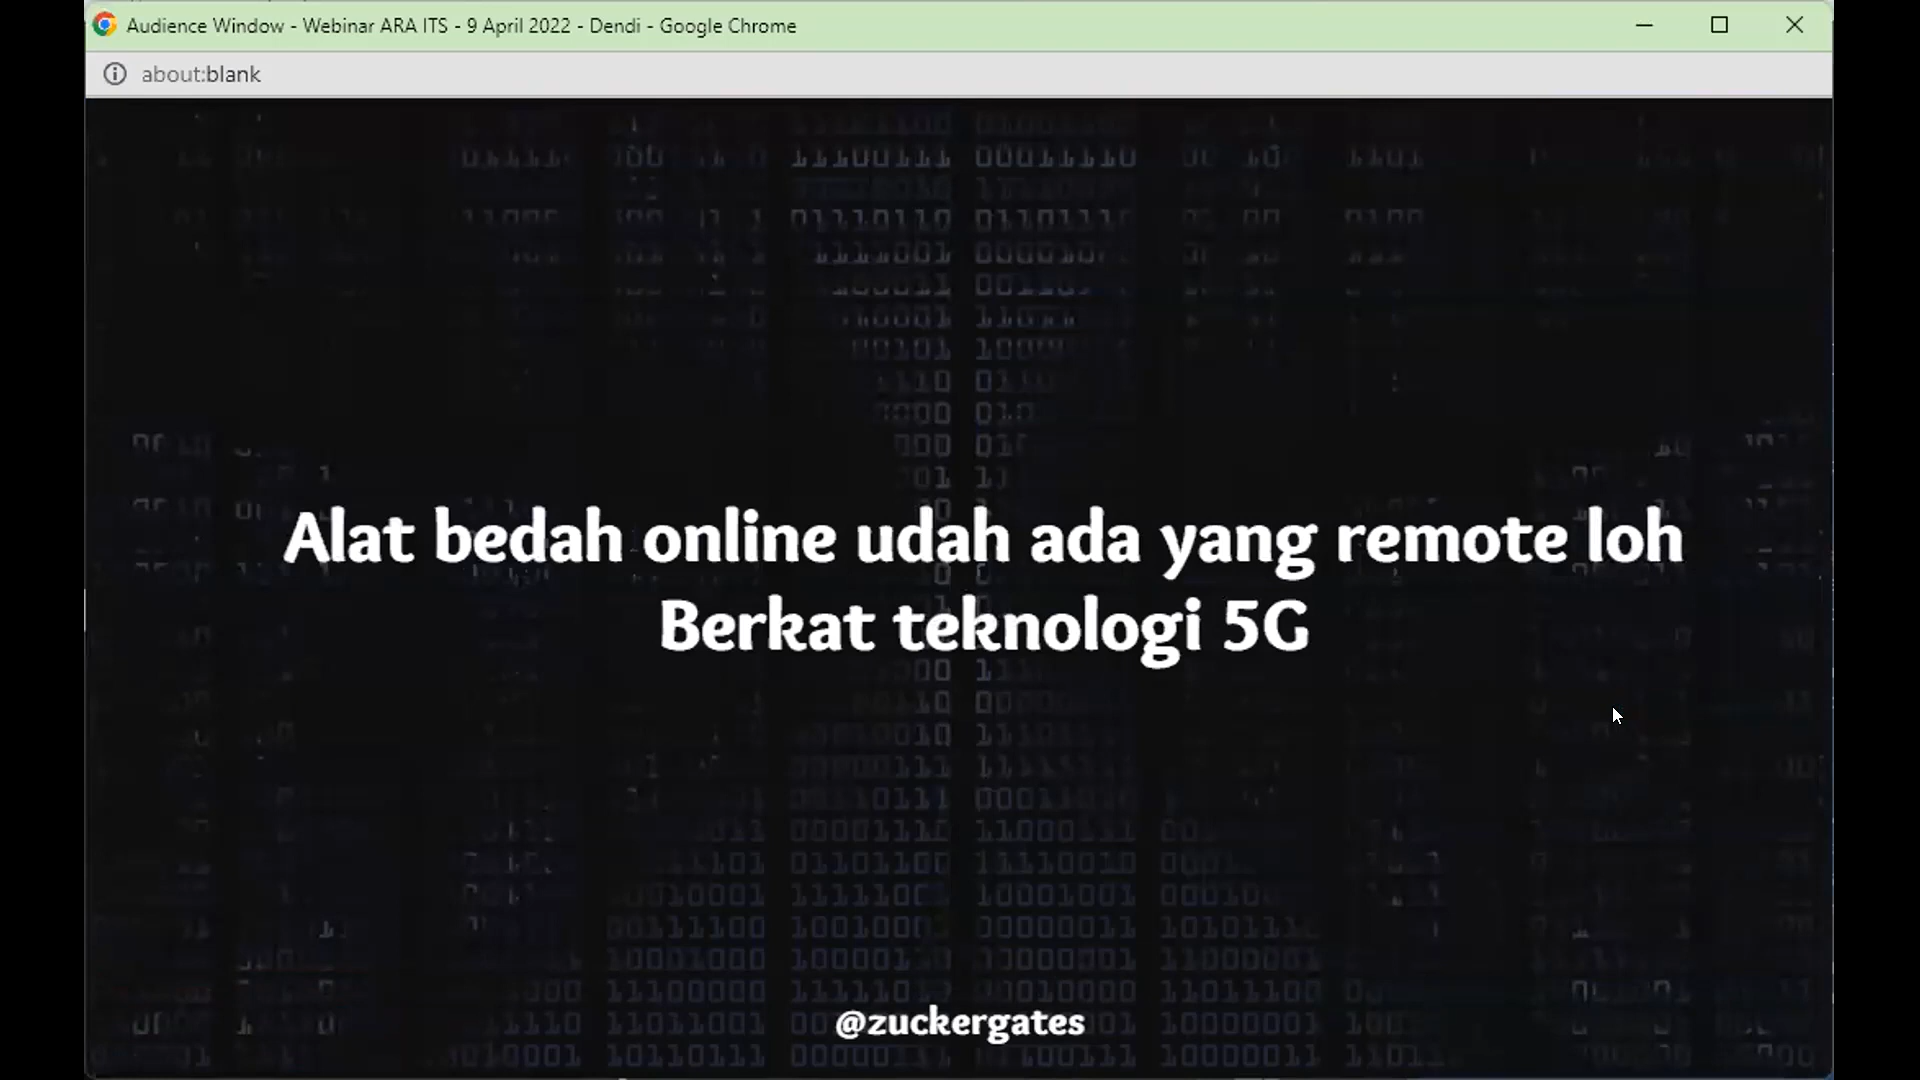 Audience Window - Webinar ARA ITS - 9 April 2022 - Dendi - Google Chrome
about:blank
Alat bedah online udah ada yang remote loh
Berkat teknologi 5G
@zuckergates